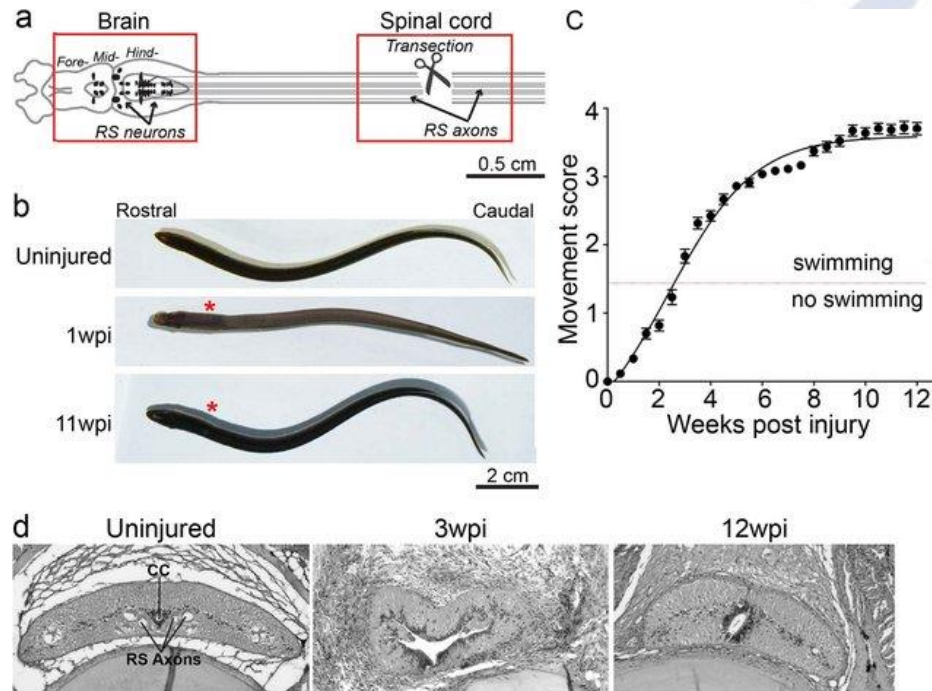 a
Brain
Spinal cord
Fore- Mid- Hind-
Transection
RS neurons
RS axons
0.5 cm
b
Rostral
Caudal
Uninjured
1wpi
*
11wpi
*
2 cm
C
4
3
2
1
0
Movement score
swimming
no swimming
0 2 4 6 8 10 12
Weeks post injury
d
Uninjured
3wpi
12wpi
CC
RS Axons